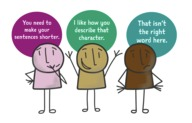 You need to
make your
sentences shorter.
I like how you
describe that
character.
That isn't
the right
word here.